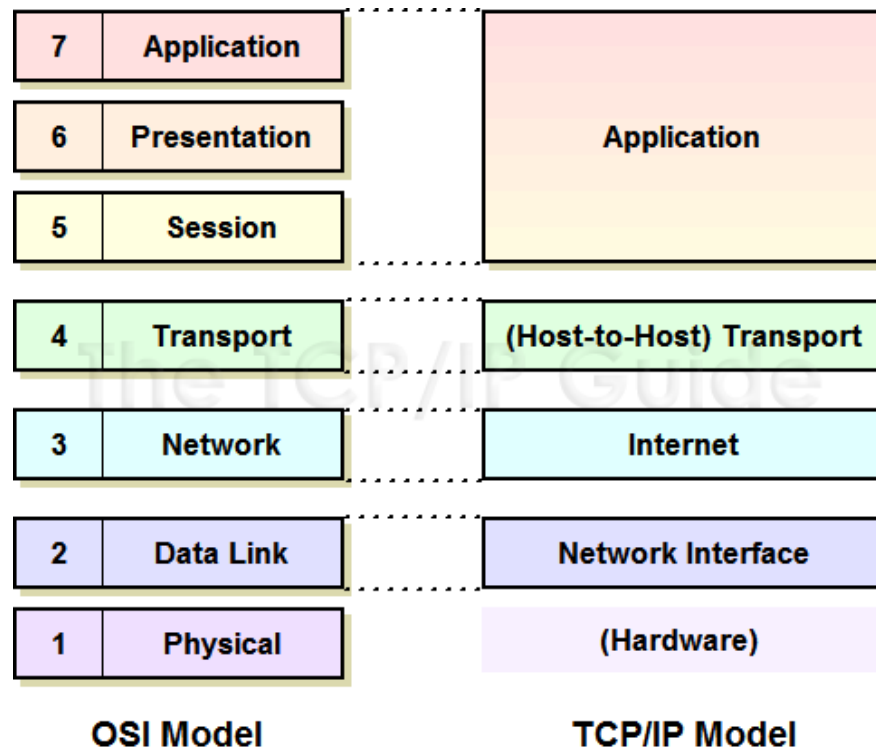 7 Application
6 Presentation
5 Session
Application
4 Transport
(Host-to-Host) Transport
The TCP/IP Guide
3 Network
Internet
2 Data Link
Network Interface
1 Physical
(Hardware)
OSI Model
TCP/IP Model